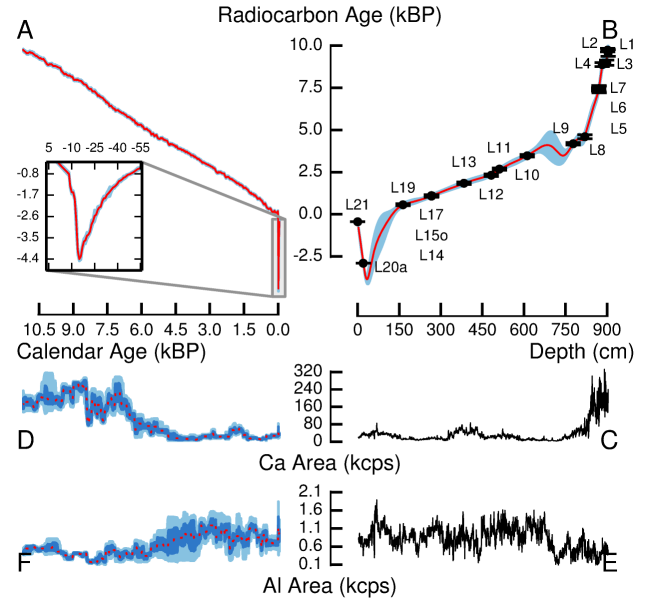 Radiocarbon Age (kBP)
A
B
5 -10 -25 -40 -55
-0.8
-1.7
-2.6
-3.5
-4.4
10.0
7.5
5.0
2.5
0.0
-2.5
L2 L1
L4 L3
L7
L6
L9 L5
L8
L11
L10
L13
L12
L19
L17
L15o
L14
L21
L20a
10.5 9.0 7.5 6.0 4.5 3.0 1.5 0.0
0 150 300 450 600 750 900
Calendar Age (kBP)
Depth (cm)
320
240
160
80
0
D
C
Ca Area (kcps)
2.1
1.6
1.1
0.6
0.1
F
E
Al Area (kcps)